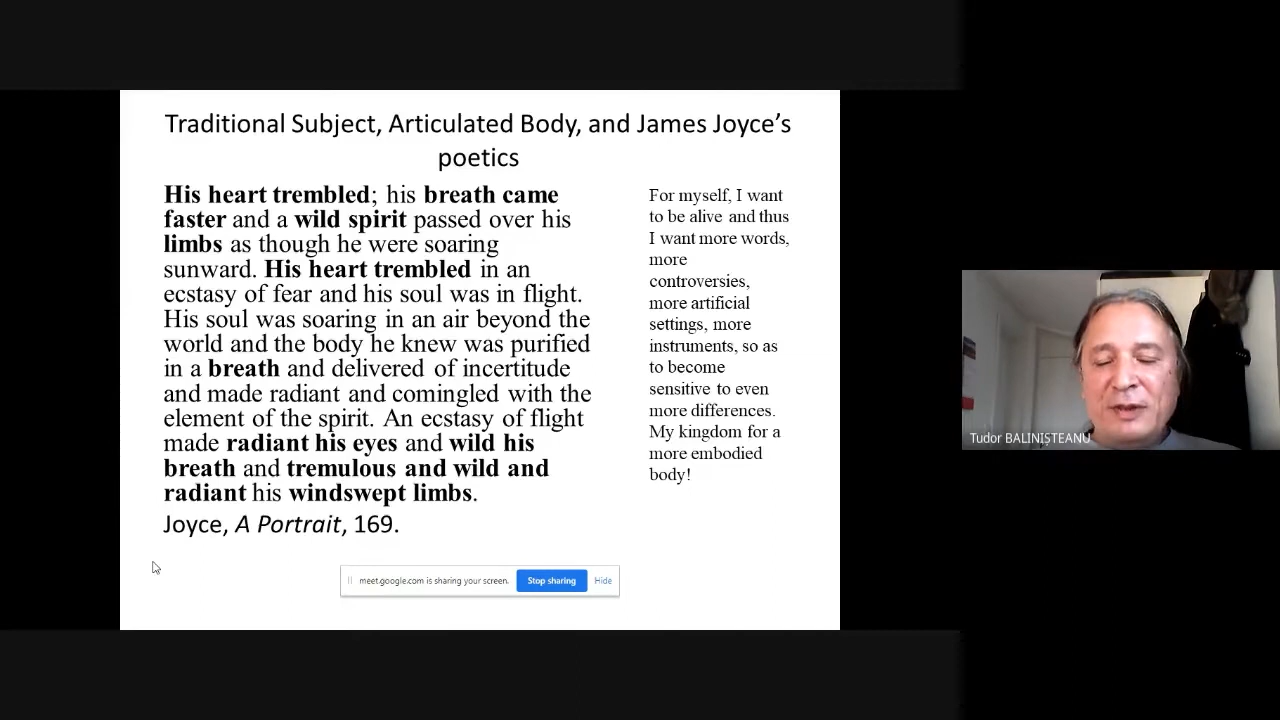 Traditional Subject, Articulated Body, and James Joyce’s
poetics
His heart trembled; his breath came
faster and a wild spirit passed over his
limbs as though he were soaring
sunward. His heart trembled in an
ecstasy of fear and his soul was in flight.
His soul was soaring in an air beyond the
world and the body he knew was purified
in a breath and delivered of incertitude
and made radiant and comingled with the
element of the spirit. An ecstasy of flight
made radiant his eyes and wild his
breath and tremulous and wild and
radiant his windswept limbs.
Joyce, A Portrait, 169.
For myself, I want
to be alive and thus
I want more words,
more
controversies,
more artificial
settings, more
instruments, so as
to become
sensitive to even
more differences.
My kingdom for a
more embodied
body!
meet.google.com is sharing your screen.
Stop sharing
Hide
Tudor BALINIȘTEANU